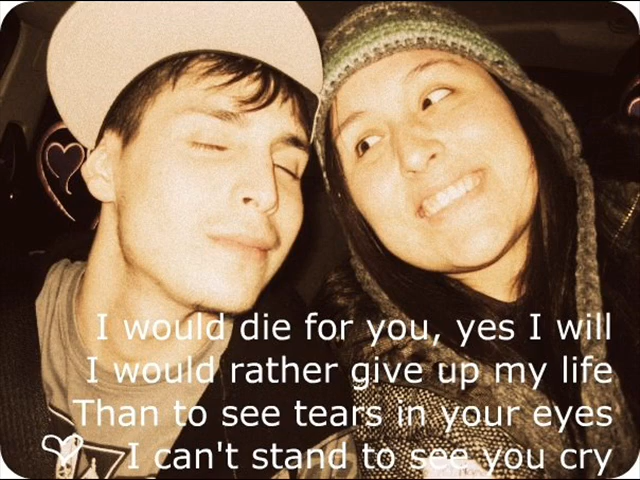 I would die for you, yes I will
I would rather give up my life
Than to see tears in your eyes
I can't stand to see you cry